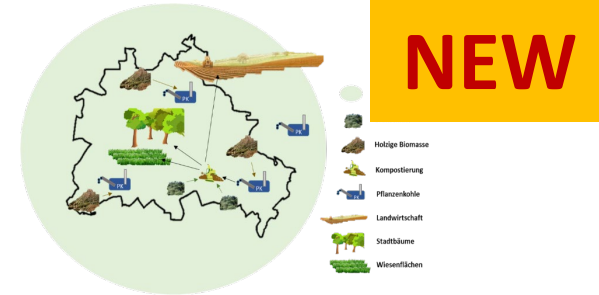 NEW
PK
PK
PK
PK
Holzige Biomasse
Kompostierung
PK
Pflanzenkohle
Landwirtschaft
Stadtbäume
Wiesenflächen